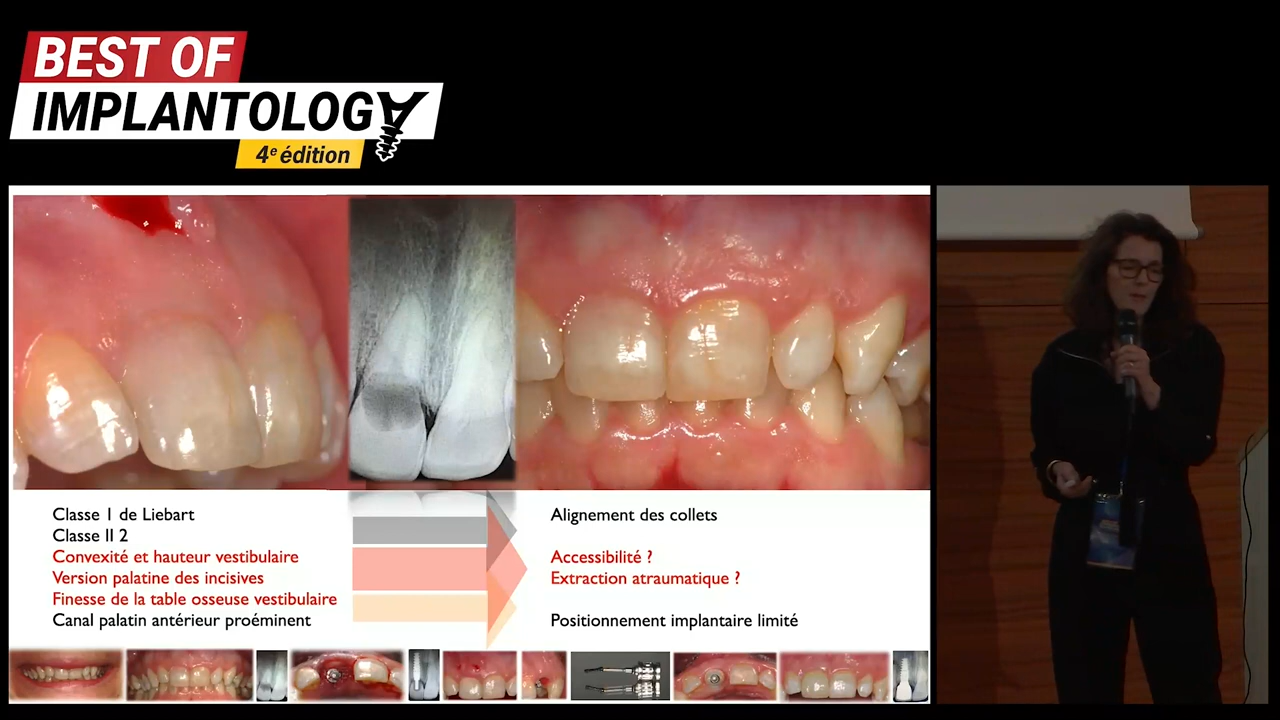 BEST OF
IMPLANTOLOGY
4e édition
Classe 1 de Liebart
Classe II 2
Convexité et hauteur vestibulaire
Version palatine des incisives
Finesse de la table osseuse vestibulaire
Canal palatin antérieur proéminent
Alignement des collets
Accessibilité ?
Extraction atraumatique ?
Positionnement implantaire limité